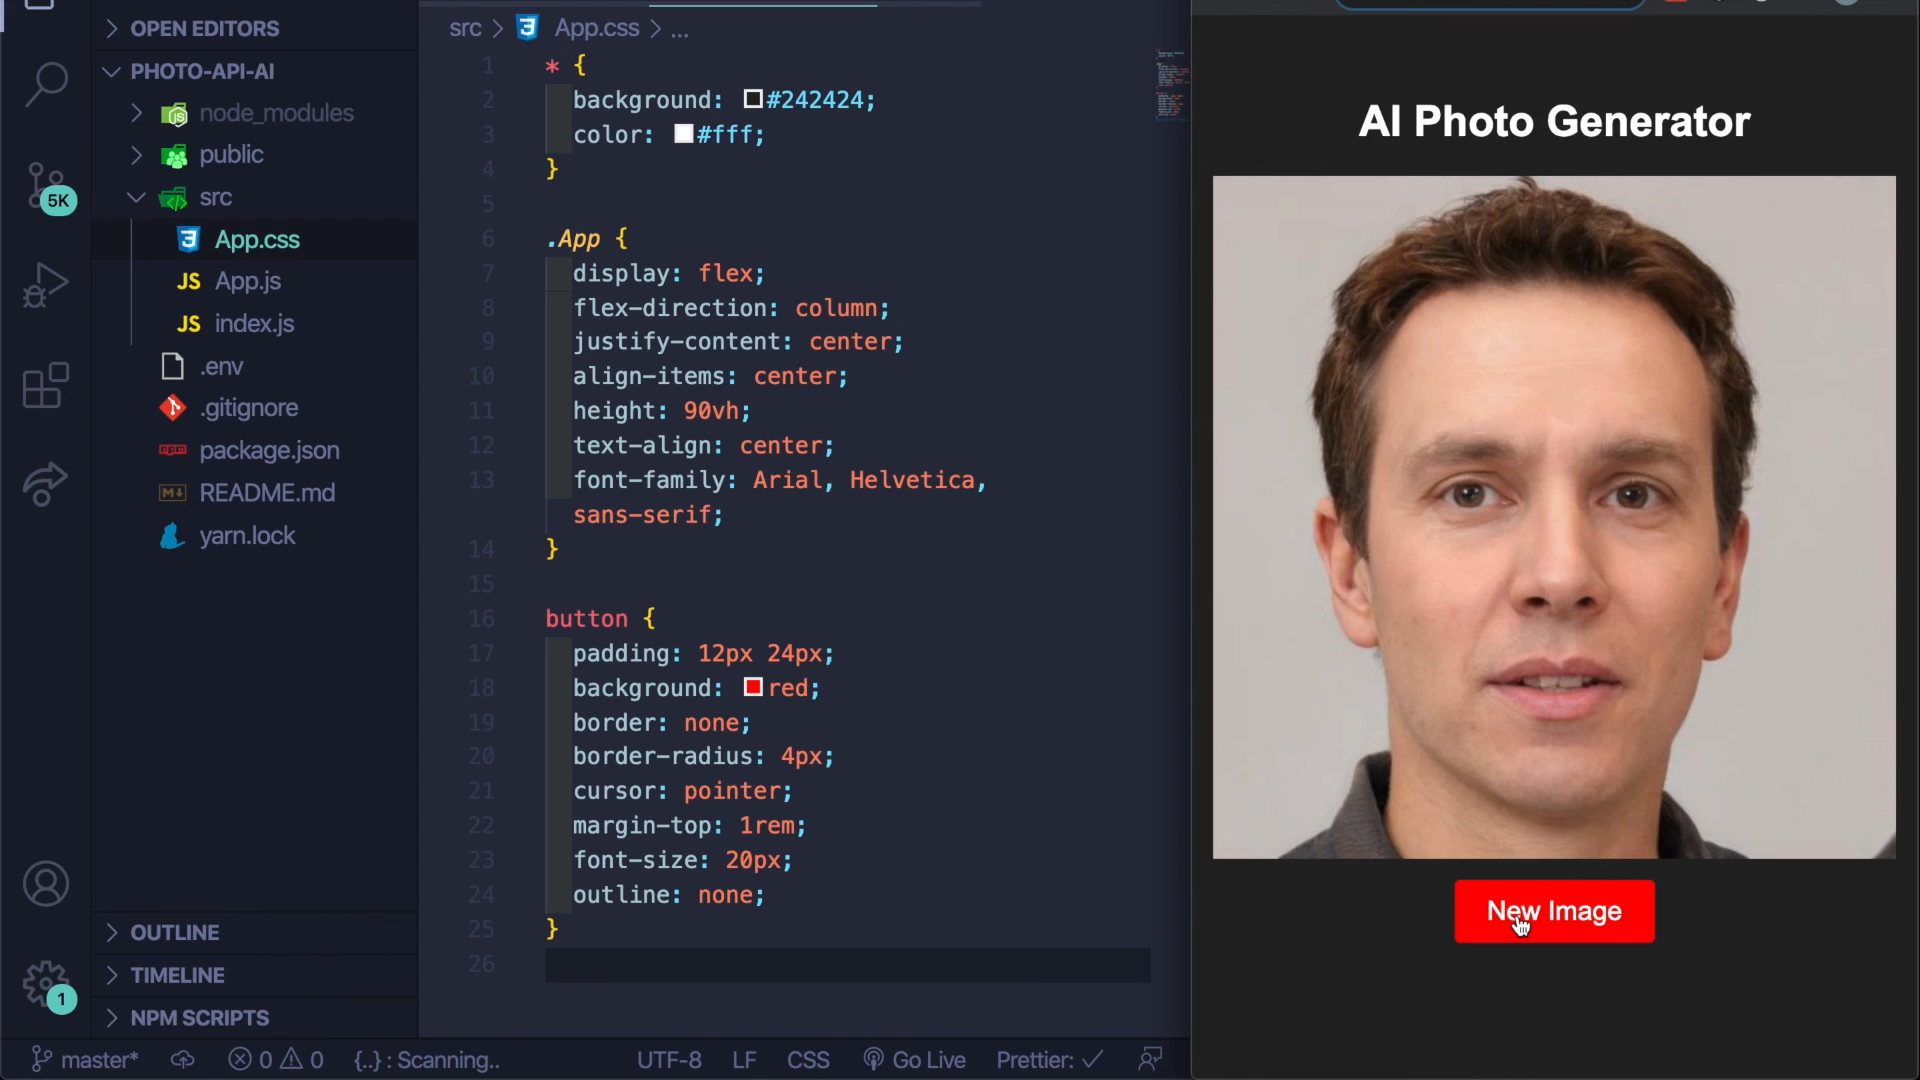 OPEN EDITORS
PHOTO-API-AI
node_modules
public
src
App.css
JS App.js
JS index.js
.env
.gitignore
npm package.json
M↓ README.md
yarn.lock
5K
1
OUTLINE
TIMELINE
NPM SCRIPTS
src > 3 App.css > ...
1 * {
2 background: #242424;
3 color: #fff;
4 }
5
6 .App {
7 display: flex;
8 flex-direction: column;
9 justify-content: center;
10 align-items: center;
11 height: 90vh;
12 text-align: center;
13 font-family: Arial, Helvetica,
sans-serif;
14 }
15
16 button {
17 padding: 12px 24px;
18 background: red;
19 border: none;
20 border-radius: 4px;
21 cursor: pointer;
22 margin-top: 1rem;
23 font-size: 20px;
24 outline: none;
25 }
26
master* 0 0 {..} : Scanning.. UTF-8 LF CSS Go Live Prettier: ✓
AI Photo Generator
New Image